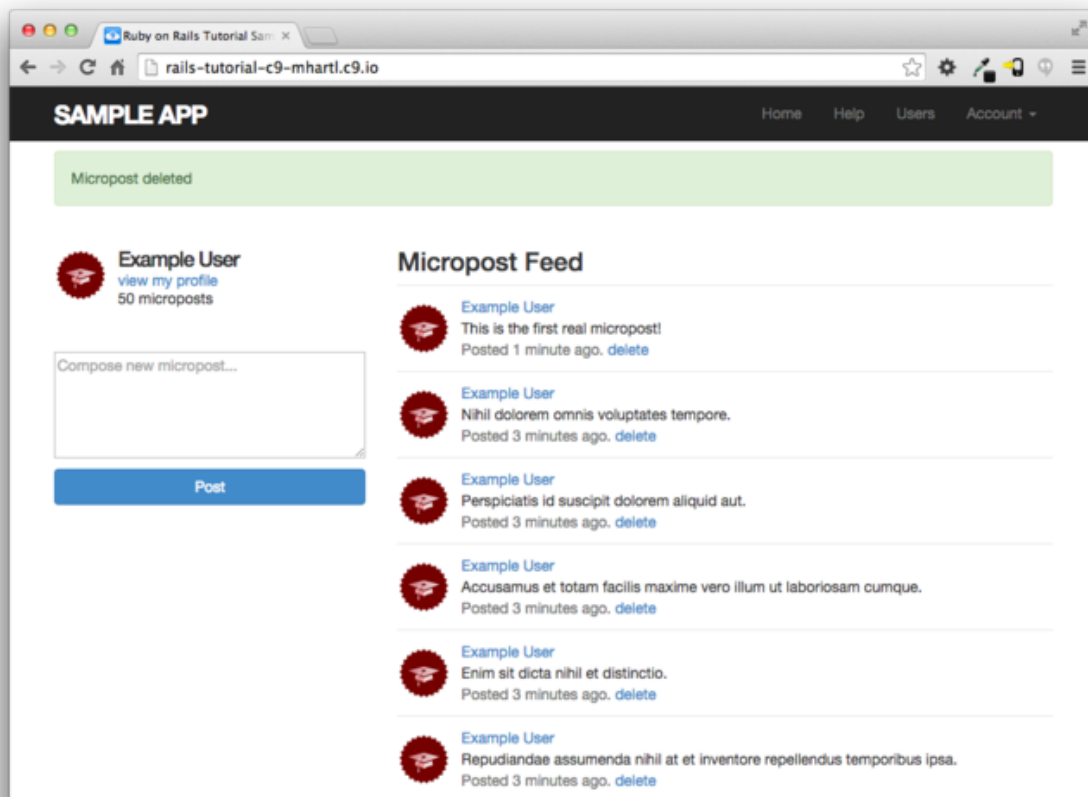 Ruby on Rails Tutorial Sam
rails-tutorial-c9-mhartl.c9.io
SAMPLE APP
Home Help Users Account
Micropost deleted
Example User
view my profile
50 microposts
Compose new micropost...
Post
Micropost Feed
Example User
This is the first real micropost!
Posted 1 minute ago. delete
Example User
Nihil dolorem omnis voluptates tempore.
Posted 3 minutes ago. delete
Example User
Perspiciatis id suscipit dolorem aliquid aut.
Posted 3 minutes ago. delete
Example User
Accusamus et totam facilis maxime vero illum ut laboriosam cumque.
Posted 3 minutes ago. delete
Example User
Enim sit dicta nihil et distinctio.
Posted 3 minutes ago. delete
Example User
Repudiandae assumenda nihil at et inventore repellendus temporibus ipsa.
Posted 3 minutes ago. delete